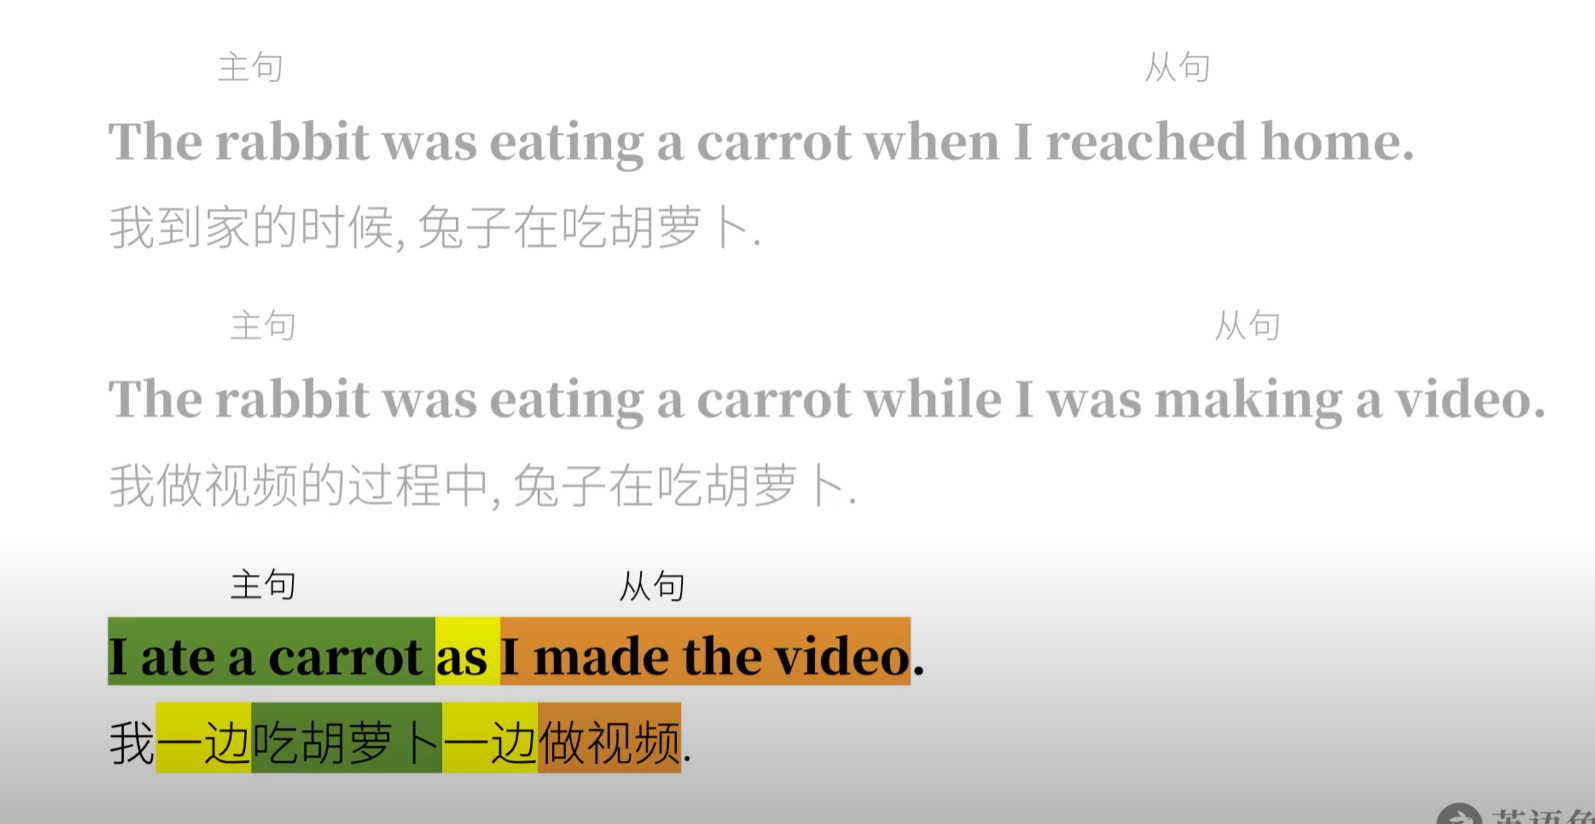 主句 从句
The rabbit was eating a carrot when I reached home.
我到家的时候, 兔子在吃胡萝卜.
主句 从句
The rabbit was eating a carrot while I was making a video.
我做视频的过程中, 兔子在吃胡萝卜.
主句 从句
I ate a carrot as I made the video.
我一边吃胡萝卜一边做视频.
英语兔